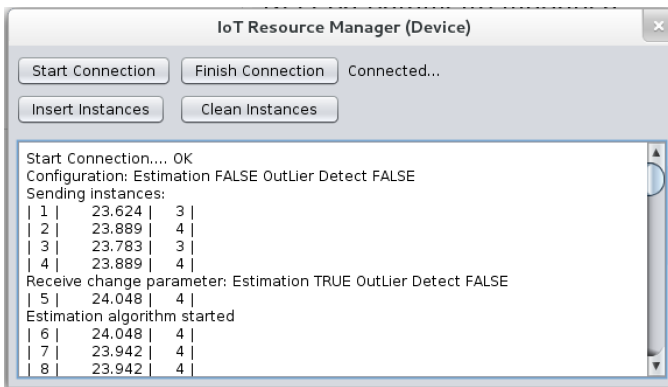 IoT Resource Manager (Device)
Start Connection Finish Connection Connected...
Insert Instances Clean Instances
Start Connection.... OK
Configuration: Estimation FALSE OutLier Detect FALSE
Sending instances:
| 1 | 23.624 | 3 |
| 2 | 23.889 | 4 |
| 3 | 23.783 | 3 |
| 4 | 23.889 | 4 |
Receive change parameter: Estimation TRUE OutLier Detect FALSE
| 5 | 24.048 | 4 |
Estimation algorithm started
| 6 | 24.048 | 4 |
| 7 | 23.942 | 4 |
| 8 | 23.942 | 4 |